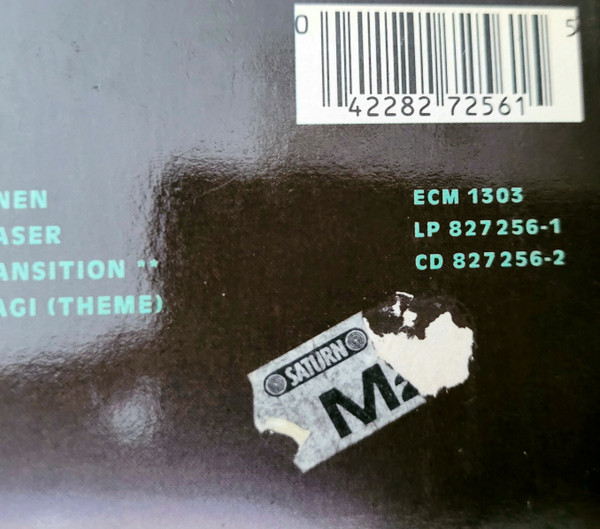 0 42282 72561 5
NEN
ASER
ANSITION **
AGI (THEME)
ECM 1303
LP 827256-1
CD 827256-2
SATURN
M